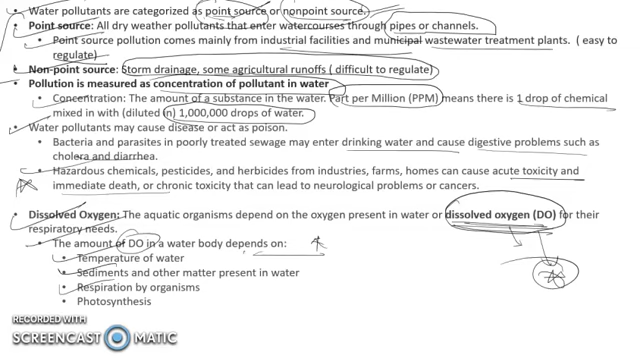 Water pollutants are categorized as point source or nonpoint source.
Point source: All dry weather pollutants that enter watercourses through pipes or channels.
Point source pollution comes mainly from industrial facilities and municipal wastewater treatment plants. ( easy to
regulate)
Non-point source: Storm drainage, some agricultural runoffs ( difficult to regulate)
Pollution is measured as concentration of pollutant in water
Concentration: The amount of a substance in the water. Part per Million (PPM) means there is 1 drop of chemical
mixed in with (diluted in) 1,000,000 drops of water.
Water pollutants may cause disease or act as poison.
Bacteria and parasites in poorly treated sewage may enter drinking water and cause digestive problems such as
cholera and diarrhea.
Hazardous chemicals, pesticides, and herbicides from industries, farms, homes can cause acute toxicity and
immediate death, or chronic toxicity that can lead to neurological problems or cancers.
Dissolved Oxygen: The aquatic organisms depend on the oxygen present in water or dissolved oxygen (DO) for their
respiratory needs.
The amount of DO in a water body depends on:
Temperature of water
Sediments and other matter present in water
Respiration by organisms
Photosynthesis
RECORDED WITH
SCREENCAST MATIC